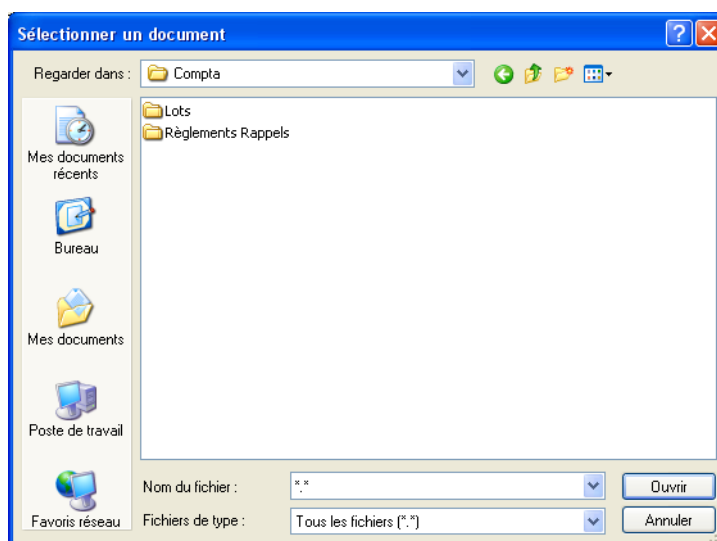 Sélectionner un document
Regarder dans :
Compta
Lots
Règlements Rappels
Mes documents
récents
Bureau
Mes documents
Poste de travail
Favoris réseau
Nom du fichier :
*.*
Ouvrir
Fichiers de type :
Tous les fichiers (*.*)
Annuler